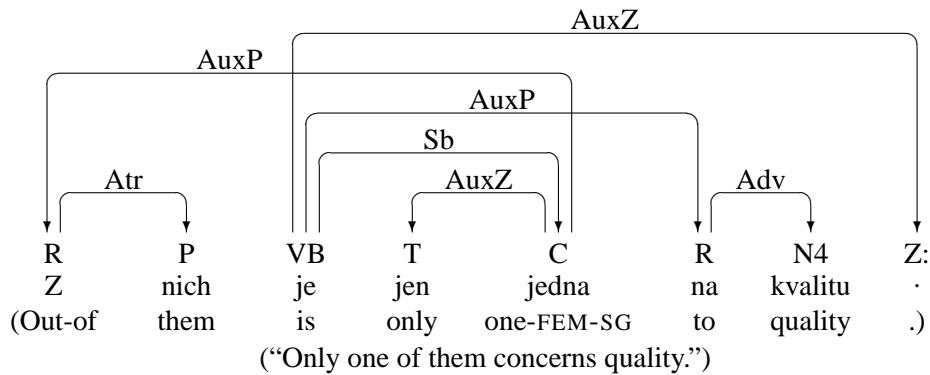 AuxZ
AuxP
AuxP
Sb
Atr AuxZ Adv
R P VB T C R N4 Z:
Z nich je jen jedna na kvalitu .
(Out-of them is only one-FEM-SG to quality .)
(“Only one of them concerns quality.”)